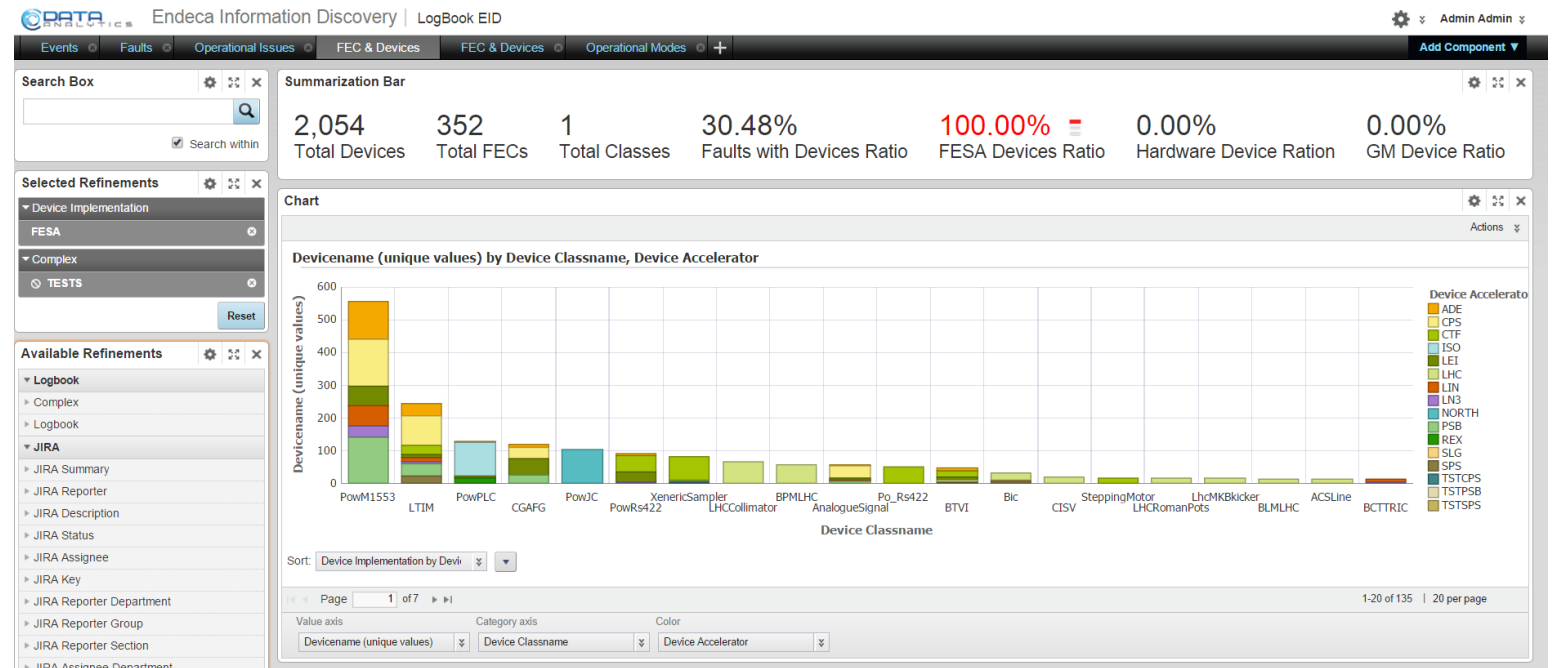 DATA ANALYTICS Endeca Information Discovery | LogBook EID
Admin Admin
Events Faults Operational Issues FEC & Devices FEC & Devices Operational Modes + Add Component ▼
Search Box
Search within
Selected Refinements
Device Implementation
FESA
Complex
TESTS
Reset
Available Refinements
Logbook
Complex
Logbook
JIRA
JIRA Summary
JIRA Reporter
JIRA Description
JIRA Status
JIRA Assignee
JIRA Key
JIRA Reporter Department
JIRA Reporter Group
JIRA Reporter Section
JIRA Assignee Department
Summarization Bar
2,054 352 1 30.48% 100.00% 0.00% 0.00%
Total Devices Total FECs Total Classes Faults with Devices Ratio FESA Devices Ratio Hardware Device Ration GM Device Ratio
Chart
Actions
Devicename (unique values) by Device Classname, Device Accelerator
Devicename (unique values)
600
500
400
300
200
100
0
PowM1553 PowPLC PowJC XenericSampler BPMLHC Po_Rs422 Bic SteppingMotor LhcMKBkicker ACSLine
LTIM CGAFG PowRs422 LHCCollimator AnalogueSignal BTVI CISV LHCRomanPots BLMLHC BCTTRIC
Device Classname
Device Accelerato
ADE
CPS
CTF
ISO
LEI
LHC
LIN
LN3
NORTH
PSB
REX
SLG
SPS
TSTCPS
TSTPSB
TSTSPS
Sort: Device Implementation by Devi
Page 1 of 7 1-20 of 135 | 20 per page
Value axis Category axis Color
Devicename (unique values) Device Classname Device Accelerator